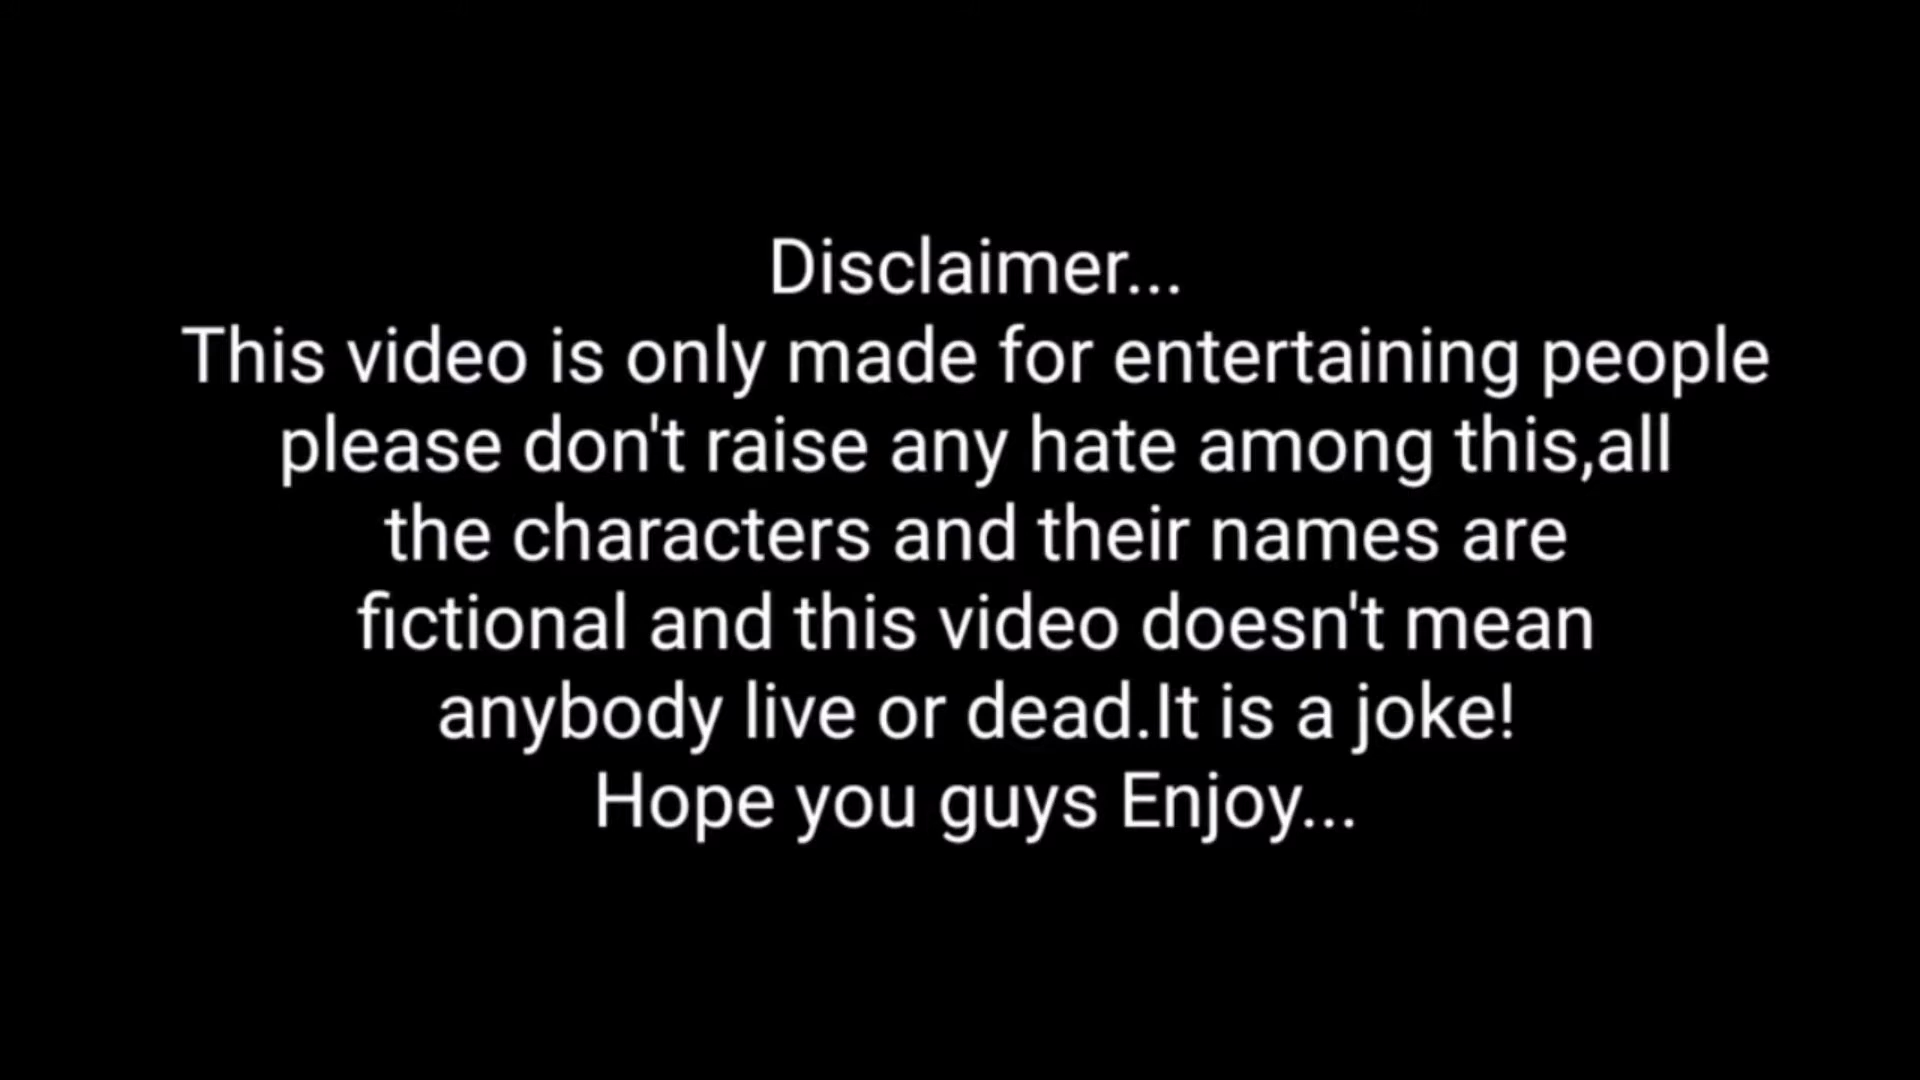 Disclaimer...
This video is only made for entertaining people
please don't raise any hate among this,all
the characters and their names are
fictional and this video doesn't mean
anybody live or dead.It is a joke!
Hope you guys Enjoy...